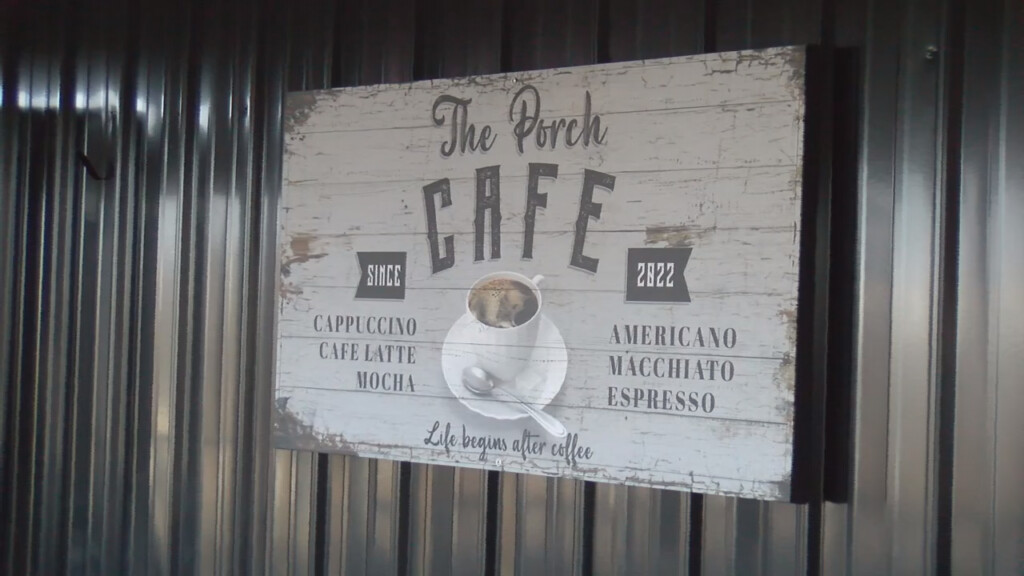 The Porch
CAFE
SINCE
2022
CAPPUCCINO
CAFE LATTE
MOCHA
AMERICANO
MACCHIATO
ESPRESSO
Life begins after coffee